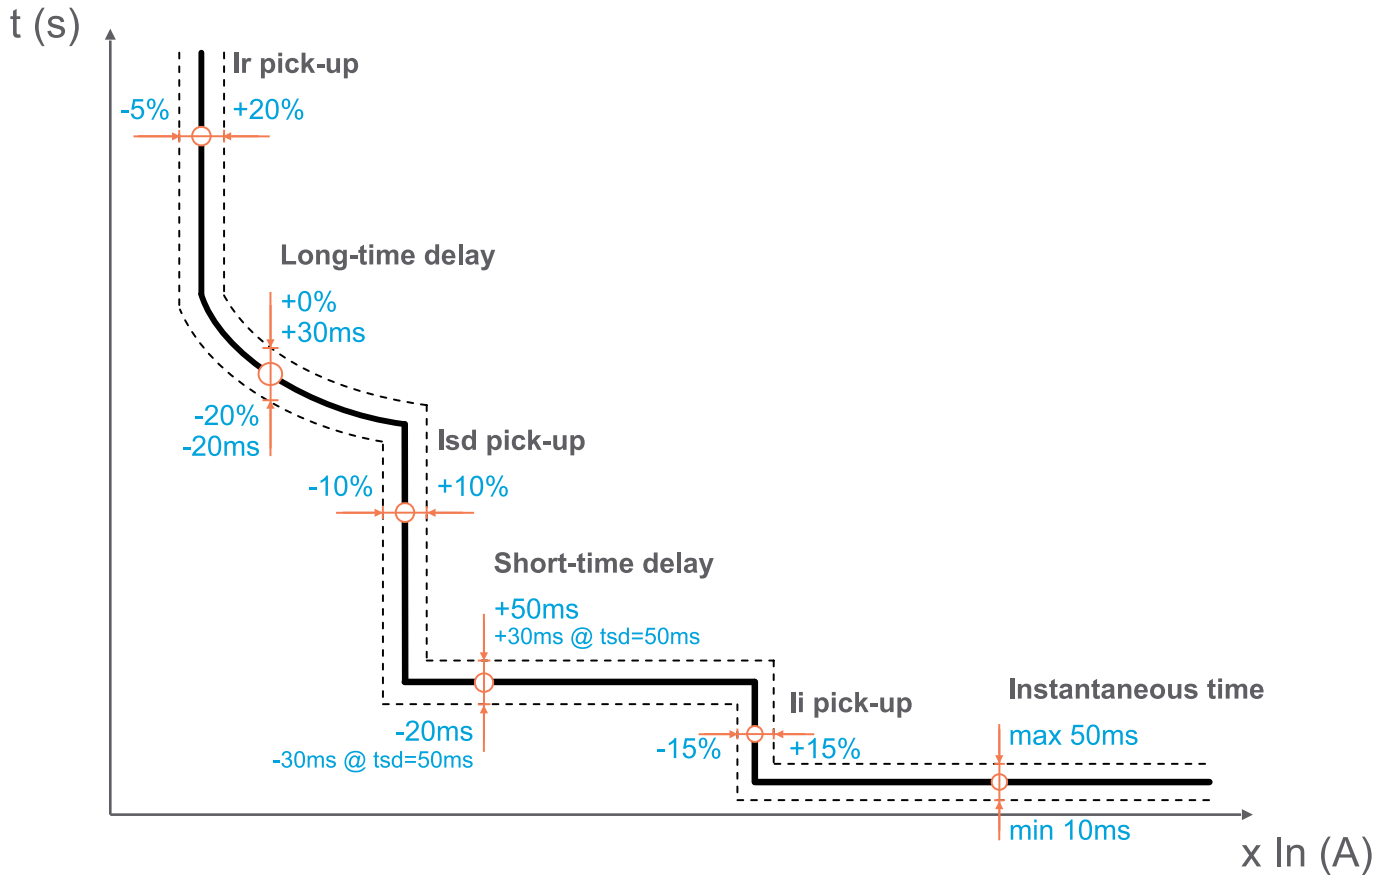 t (s)
Ir pick-up
-5%
+20%
Long-time delay
+0%
+30ms
-20%
-20ms
Isd pick-up
-10%
+10%
Short-time delay
+50ms
+30ms @ tsd=50ms
-20ms
-30ms @ tsd=50ms
Ii pick-up
-15%
+15%
Instantaneous time
max 50ms
min 10ms
x In (A)